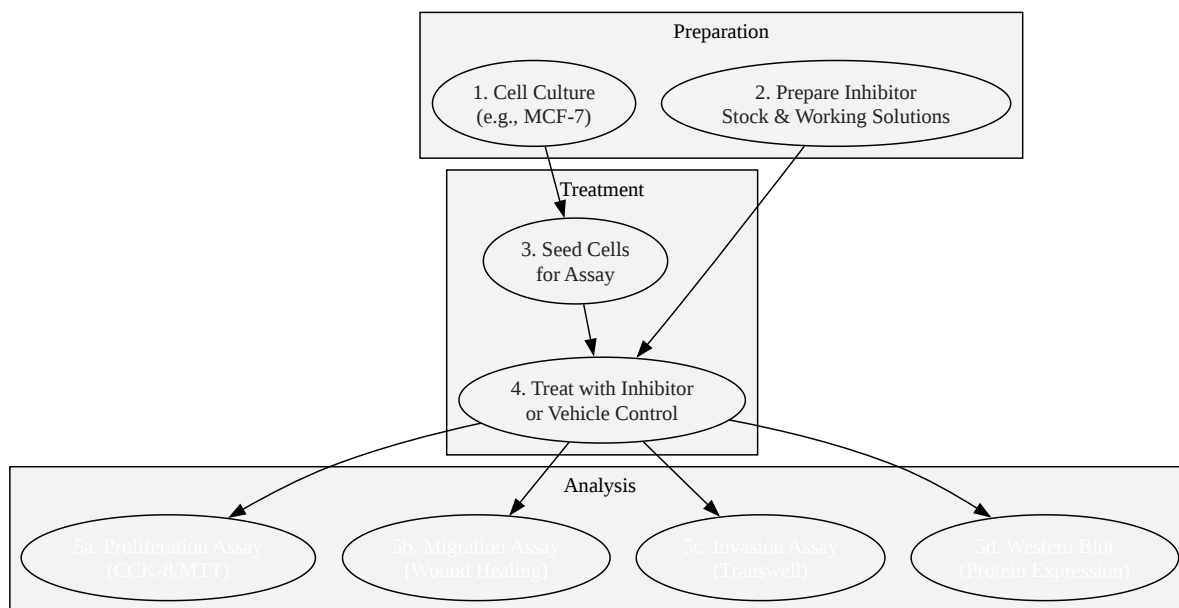 Preparation
1. Cell Culture
(e.g., MCF-7)
2. Prepare Inhibitor
Stock & Working Solutions
Treatment
3. Seed Cells
for Assay
4. Treat with Inhibitor
or Vehicle Control
Analysis
5a. Proliferation Assay
(CCK-8/MTT)
5b. Migration Assay
(Wound Healing)
5c. Invasion Assay
(Transwell)
5d. Western Blot
(Protein Expression)